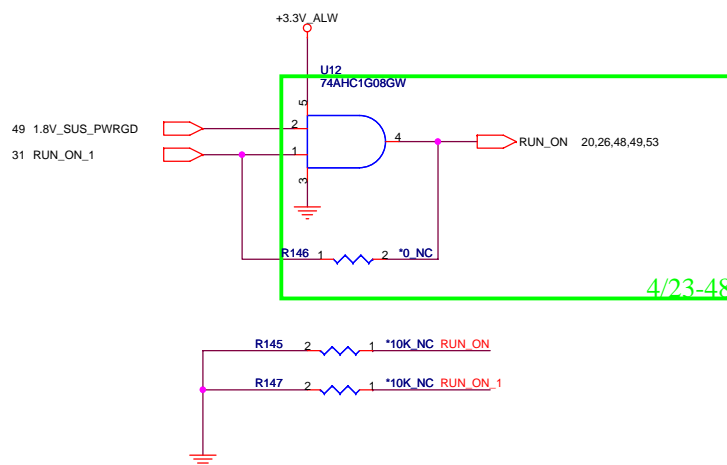 +3.3V_ALW
U12
74AHC1G08GW
5
49 1.8V_SUS_PWRGD 2
4 RUN_ON 20,26,48,49,53
31 RUN_ON_1 1
3
R146 1 2 *0_NC
4/23-48
R145 2 1 *10K_NC RUN_ON
R147 2 1 *10K_NC RUN_ON_1